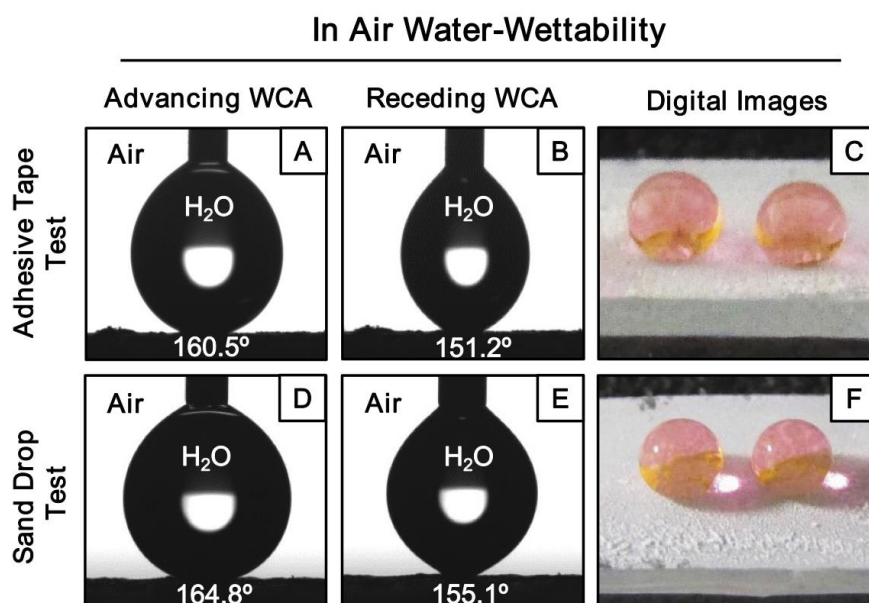 In Air Water-Wettability
Advancing WCA
Receding WCA
Digital Images
Adhesive Tape
Test
Air
A
H₂O
160.5º
Air
B
H₂O
151.2º
C
Sand Drop
Test
Air
D
H₂O
164.8º
Air
E
H₂O
155.1º
F